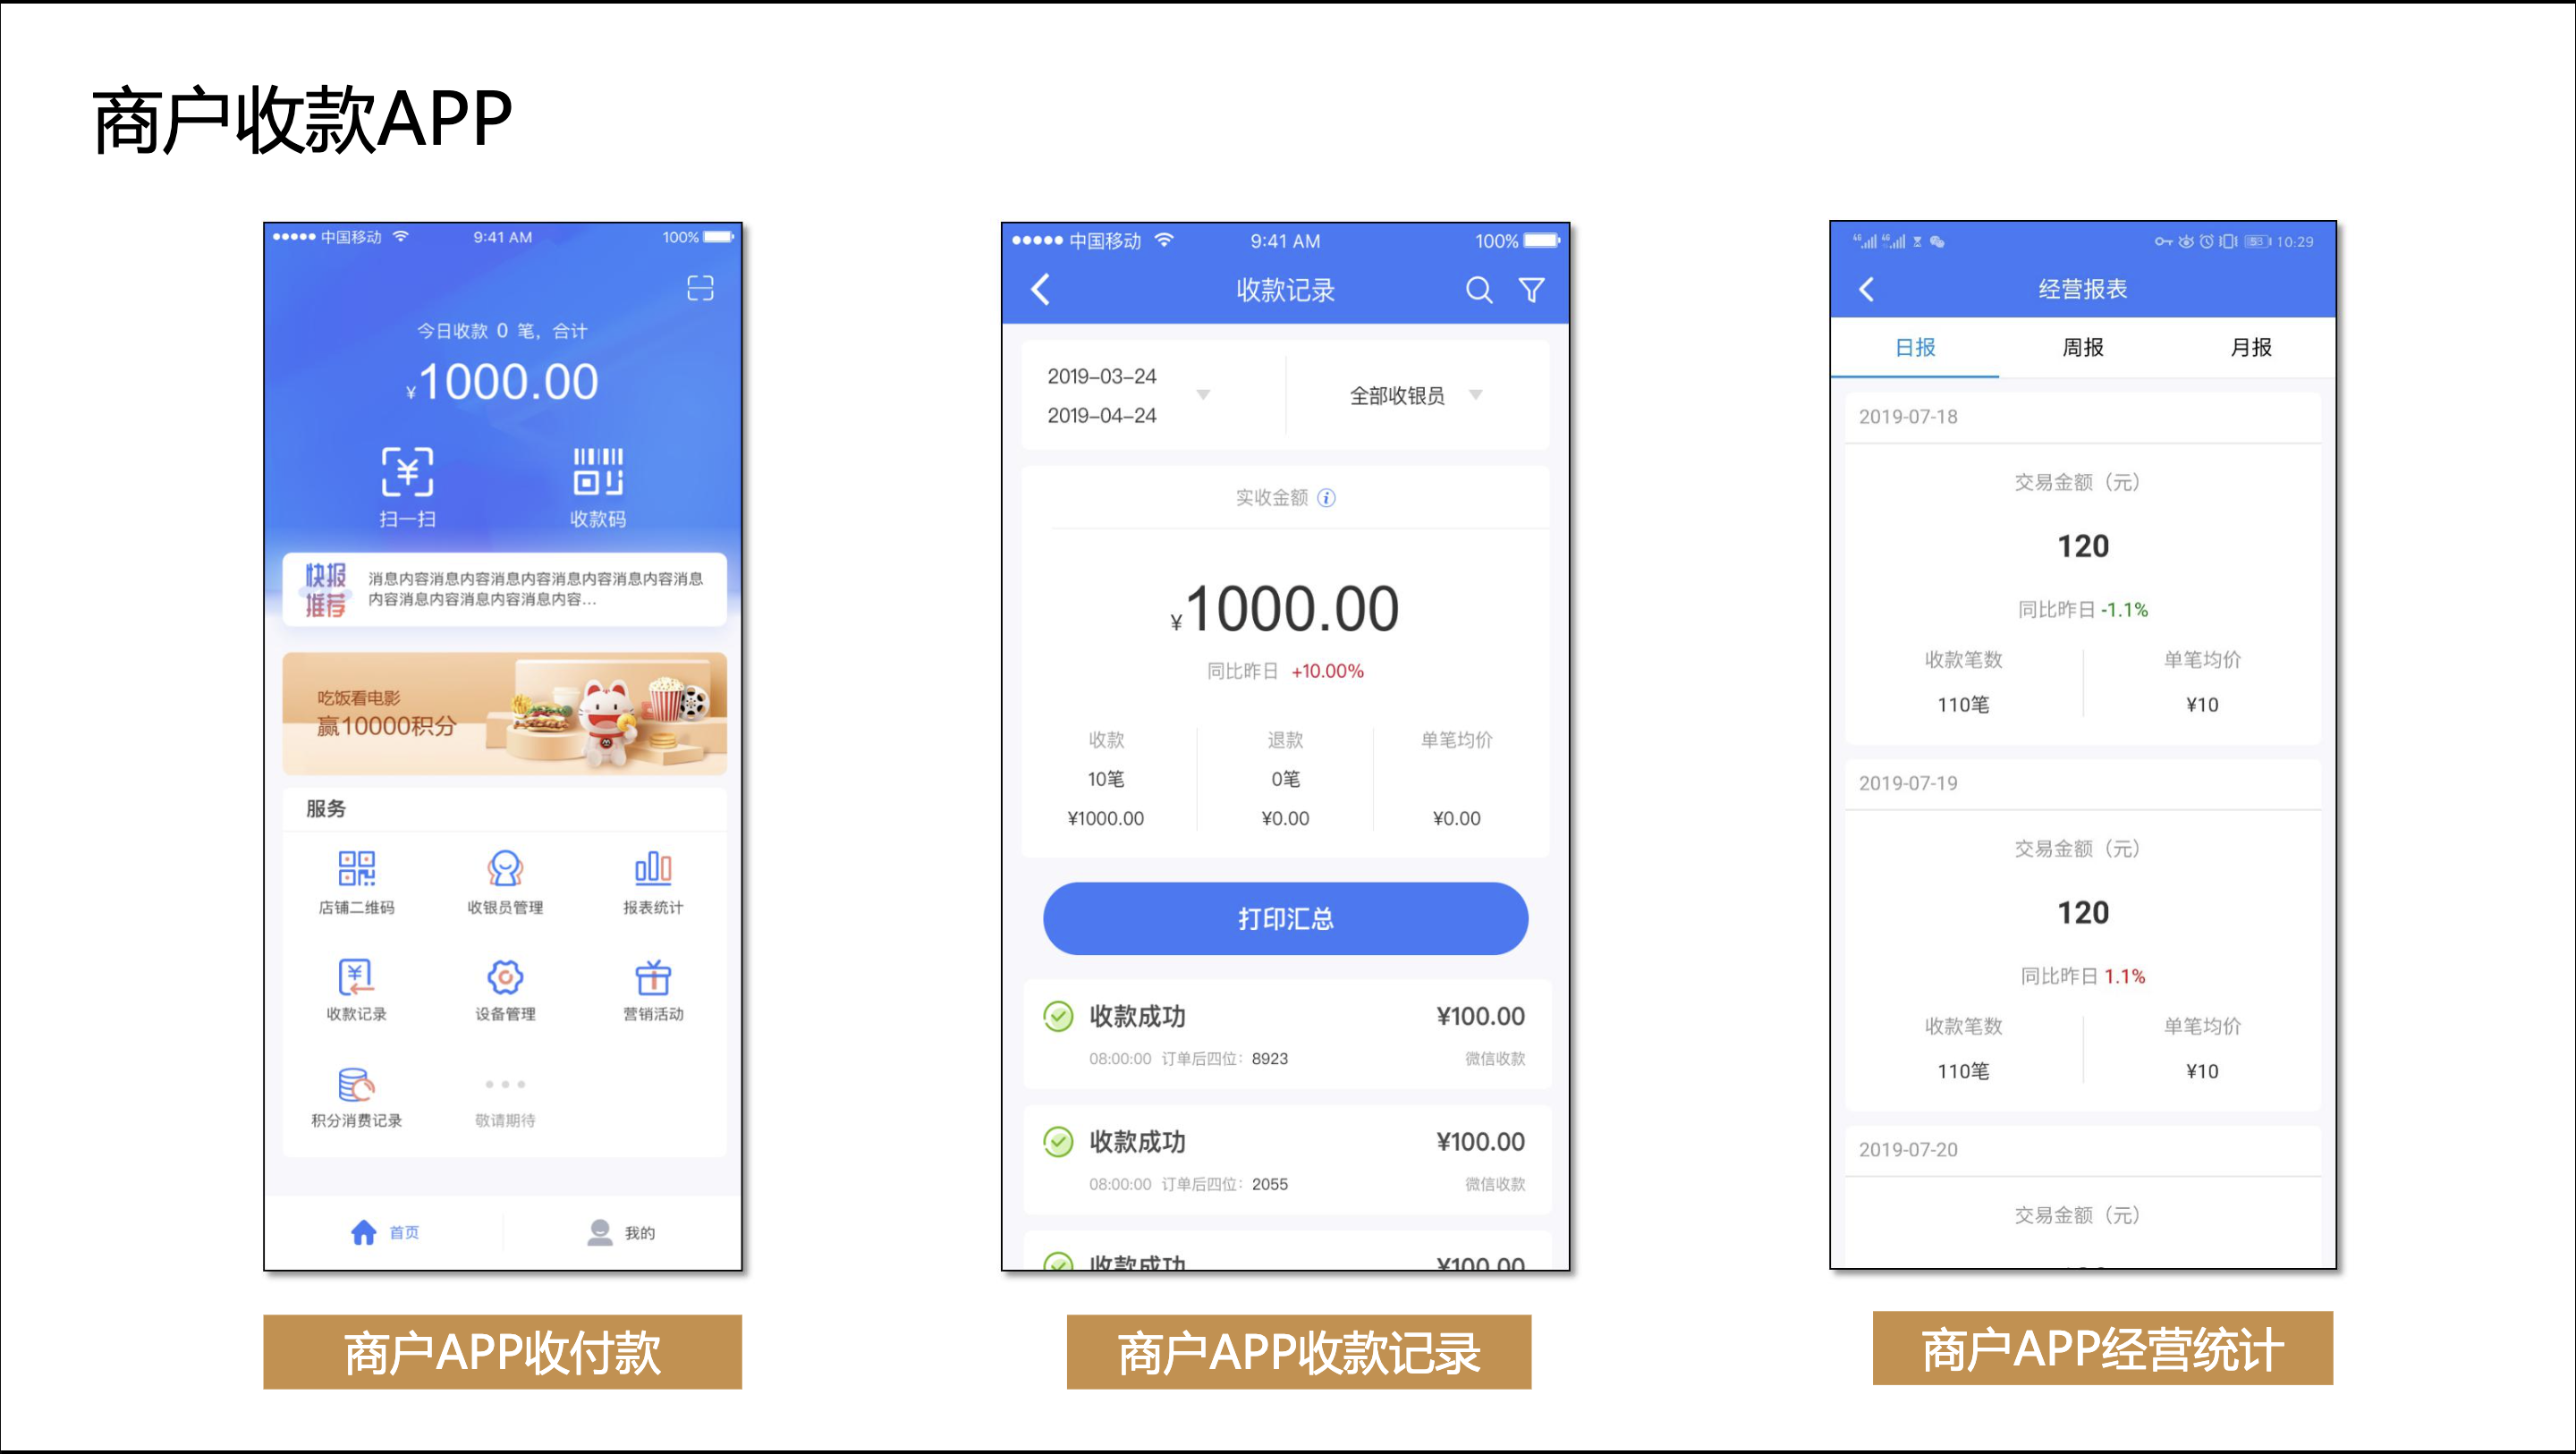 商户收款APP
中国移动 9:41 AM 100%
今日收款 0 笔，合计
¥1000.00
扫一扫 收款码
快报
推荐
消息内容消息内容消息内容消息内容消息内容消息
内容消息内容消息内容消息内容...
吃饭看电影
赢10000积分
服务
店铺二维码 收银员管理 报表统计
收款记录 设备管理 营销活动
积分消费记录 敬请期待
首页 我的
商户APP收付款
中国移动 9:41 AM 100%
收款记录
2019-03-24
2019-04-24
全部收银员
实收金额
¥1000.00
同比昨日 +10.00%
收款 退款 单笔均价
10笔 0笔
¥1000.00 ¥0.00 ¥0.00
打印汇总
收款成功 ¥100.00
08:00:00 订单后四位：8923 微信收款
收款成功 ¥100.00
08:00:00 订单后四位：2055 微信收款
收款成功 ¥100.00
商户APP收款记录
4G 4G 53 10:29
经营报表
日报 周报 月报
2019-07-18
交易金额（元）
120
同比昨日 -1.1%
收款笔数 单笔均价
110笔 ¥10
2019-07-19
交易金额（元）
120
同比昨日 1.1%
收款笔数 单笔均价
110笔 ¥10
2019-07-20
交易金额（元）
商户APP经营统计